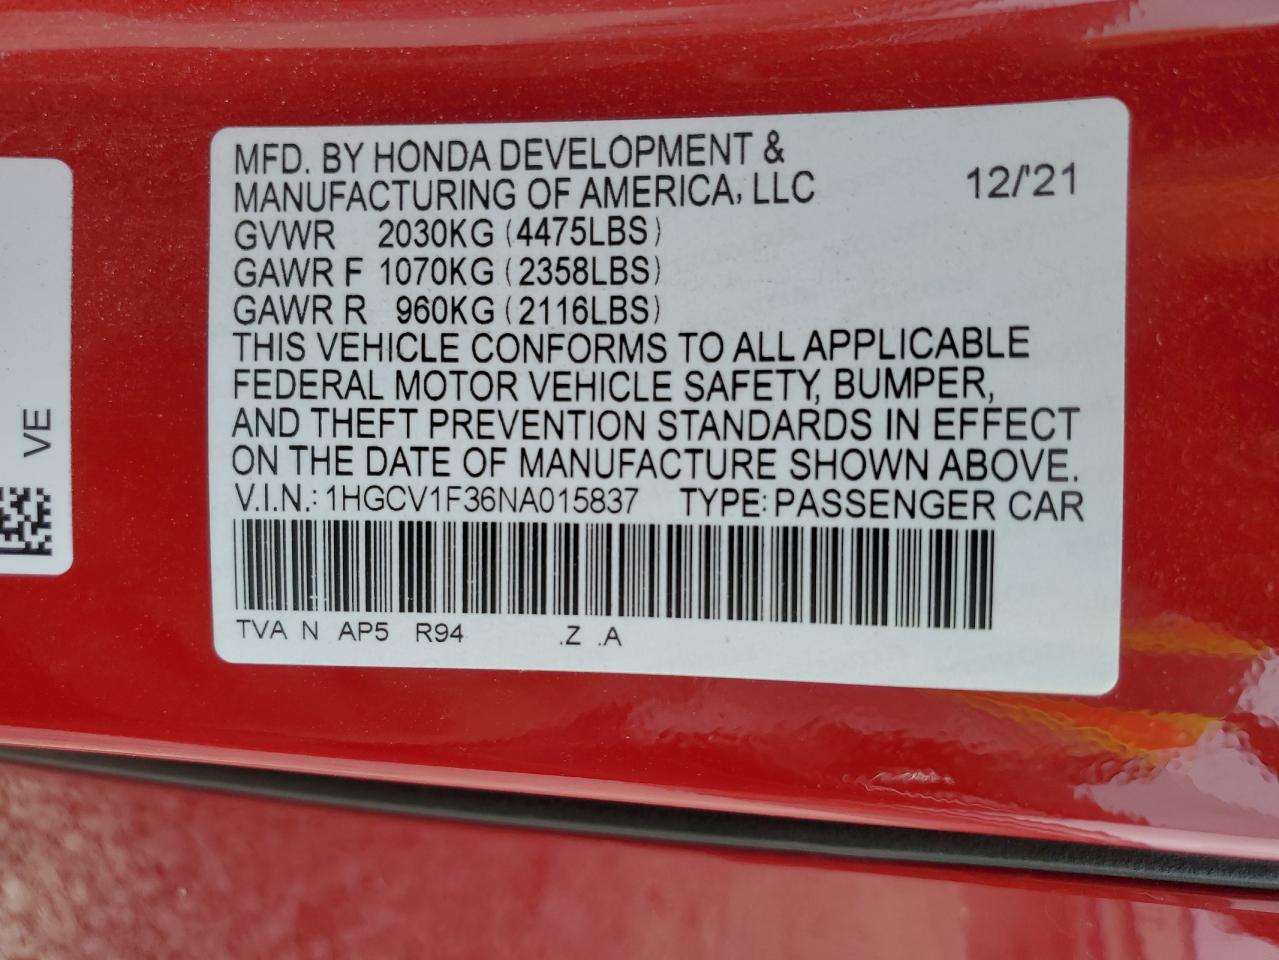 MFD. BY HONDA DEVELOPMENT &
MANUFACTURING OF AMERICA, LLC 12/'21
GVWR 2030KG (4475LBS)
GAWR F 1070KG (2358LBS)
GAWR R 960KG (2116LBS)
THIS VEHICLE CONFORMS TO ALL APPLICABLE
FEDERAL MOTOR VEHICLE SAFETY, BUMPER,
AND THEFT PREVENTION STANDARDS IN EFFECT
ON THE DATE OF MANUFACTURE SHOWN ABOVE.
V.I.N.: 1HGCV1F36NA015837 TYPE: PASSENGER CAR
TVA N AP5 R94 .Z .A
VE